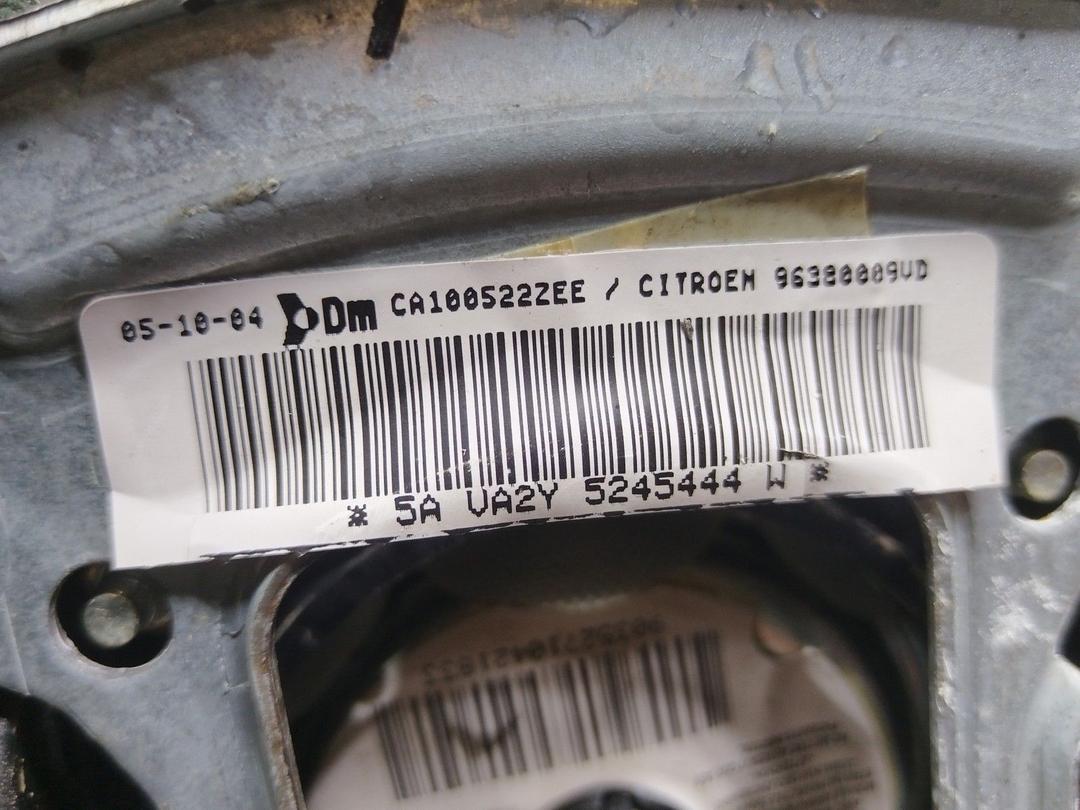 05-10-04 Dm CA100522ZEE / CITROEN 96380009VD
* 5A VA2Y 5245444 W *